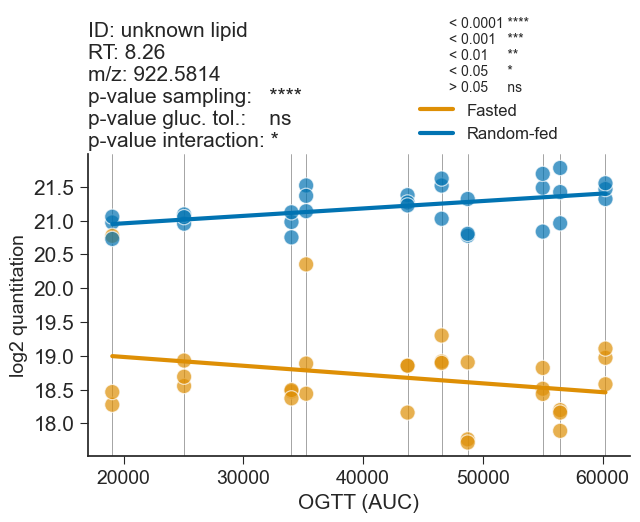 ID: unknown lipid
RT: 8.26
m/z: 922.5814
p-value sampling: ****
p-value gluc. tol.: ns
p-value interaction: *
< 0.0001 ****
< 0.001 ***
< 0.01 **
< 0.05 *
> 0.05 ns
Fasted
Random-fed
log2 quantitation
21.5
21.0
20.5
20.0
19.5
19.0
18.5
18.0
20000 30000 40000 50000 60000
OGTT (AUC)